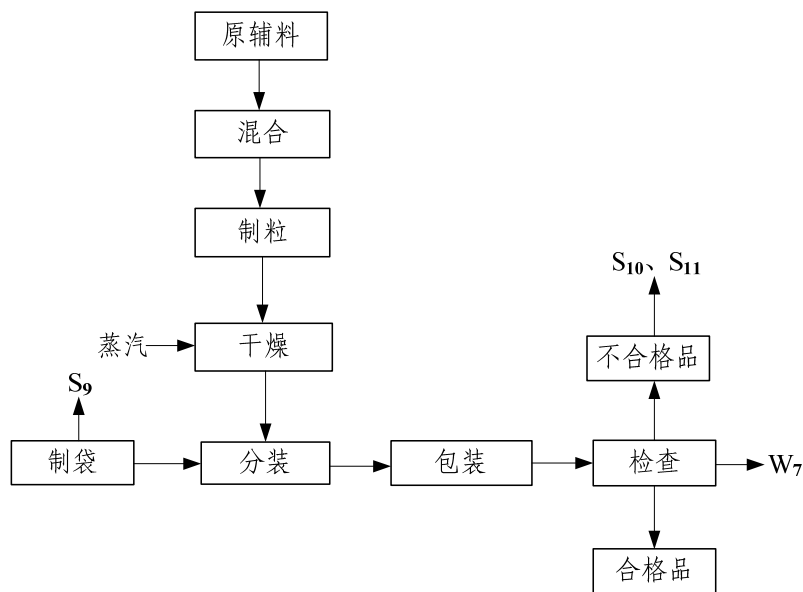 原辅料
混合
制粒
S10、S11
蒸汽
干燥
不合格品
S9
制袋
分装
包装
检查
W7
合格品